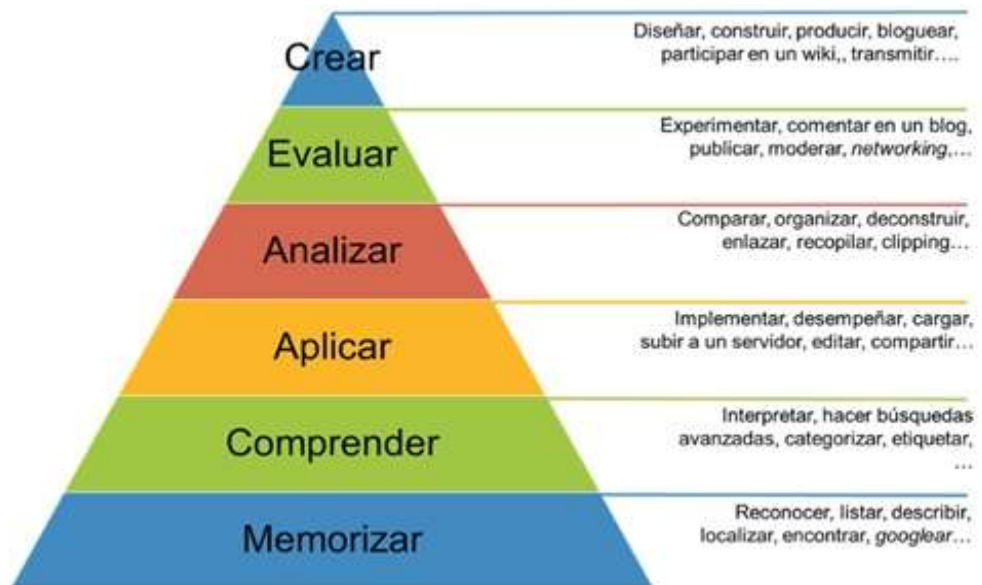 Crear
Diseñar, construir, producir, bloguear,
participar en un wiki,, transmitir….
Evaluar
Experimentar, comentar en un blog,
publicar, moderar, networking,…
Analizar
Comparar, organizar, deconstruir,
enlazar, recopilar, clipping…
Aplicar
Implementar, desempeñar, cargar,
subir a un servidor, editar, compartir…
Comprender
Interpretar, hacer búsquedas
avanzadas, categorizar, etiquetar,
…
Memorizar
Reconocer, listar, describir,
localizar, encontrar, googlear…